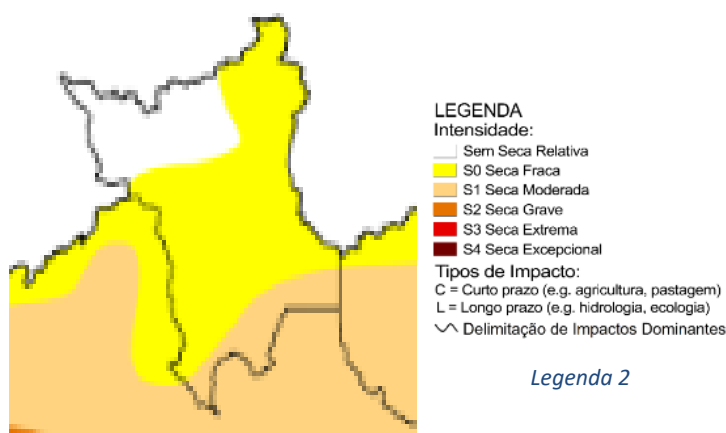 LEGENDA
Intensidade:
Sem Seca Relativa
S0 Seca Fraca
S1 Seca Moderada
S2 Seca Grave
S3 Seca Extrema
S4 Seca Excepcional
Tipos de Impacto:
C = Curto prazo (e.g. agricultura, pastagem)
L = Longo prazo (e.g. hidrologia, ecologia)
Delimitação de Impactos Dominantes
Legenda 2